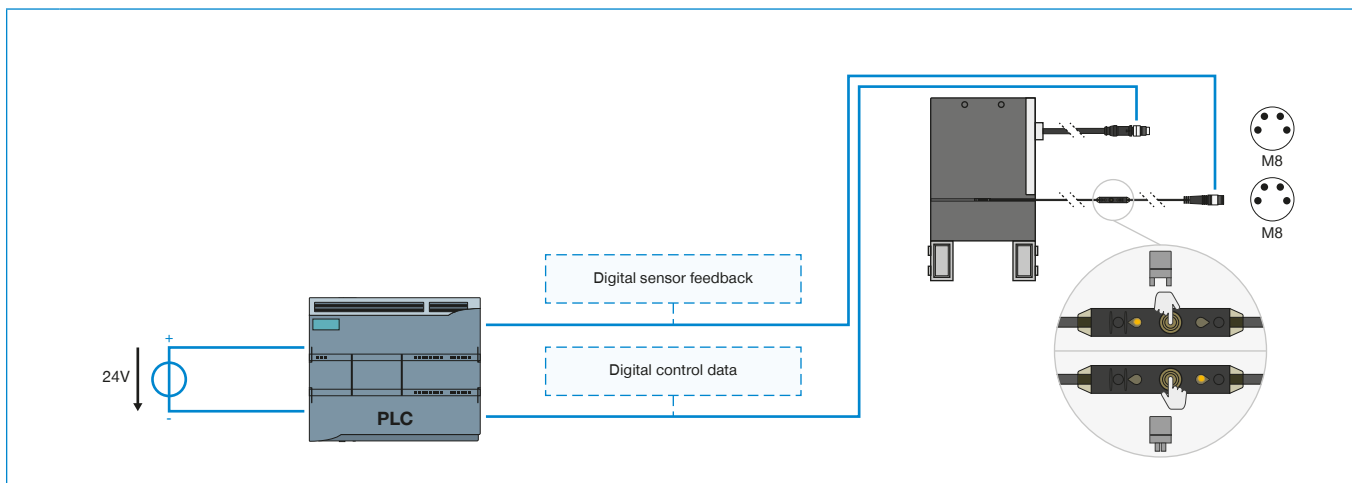 M8
M8
Digital sensor feedback
+
24V
Digital control data
-
PLC